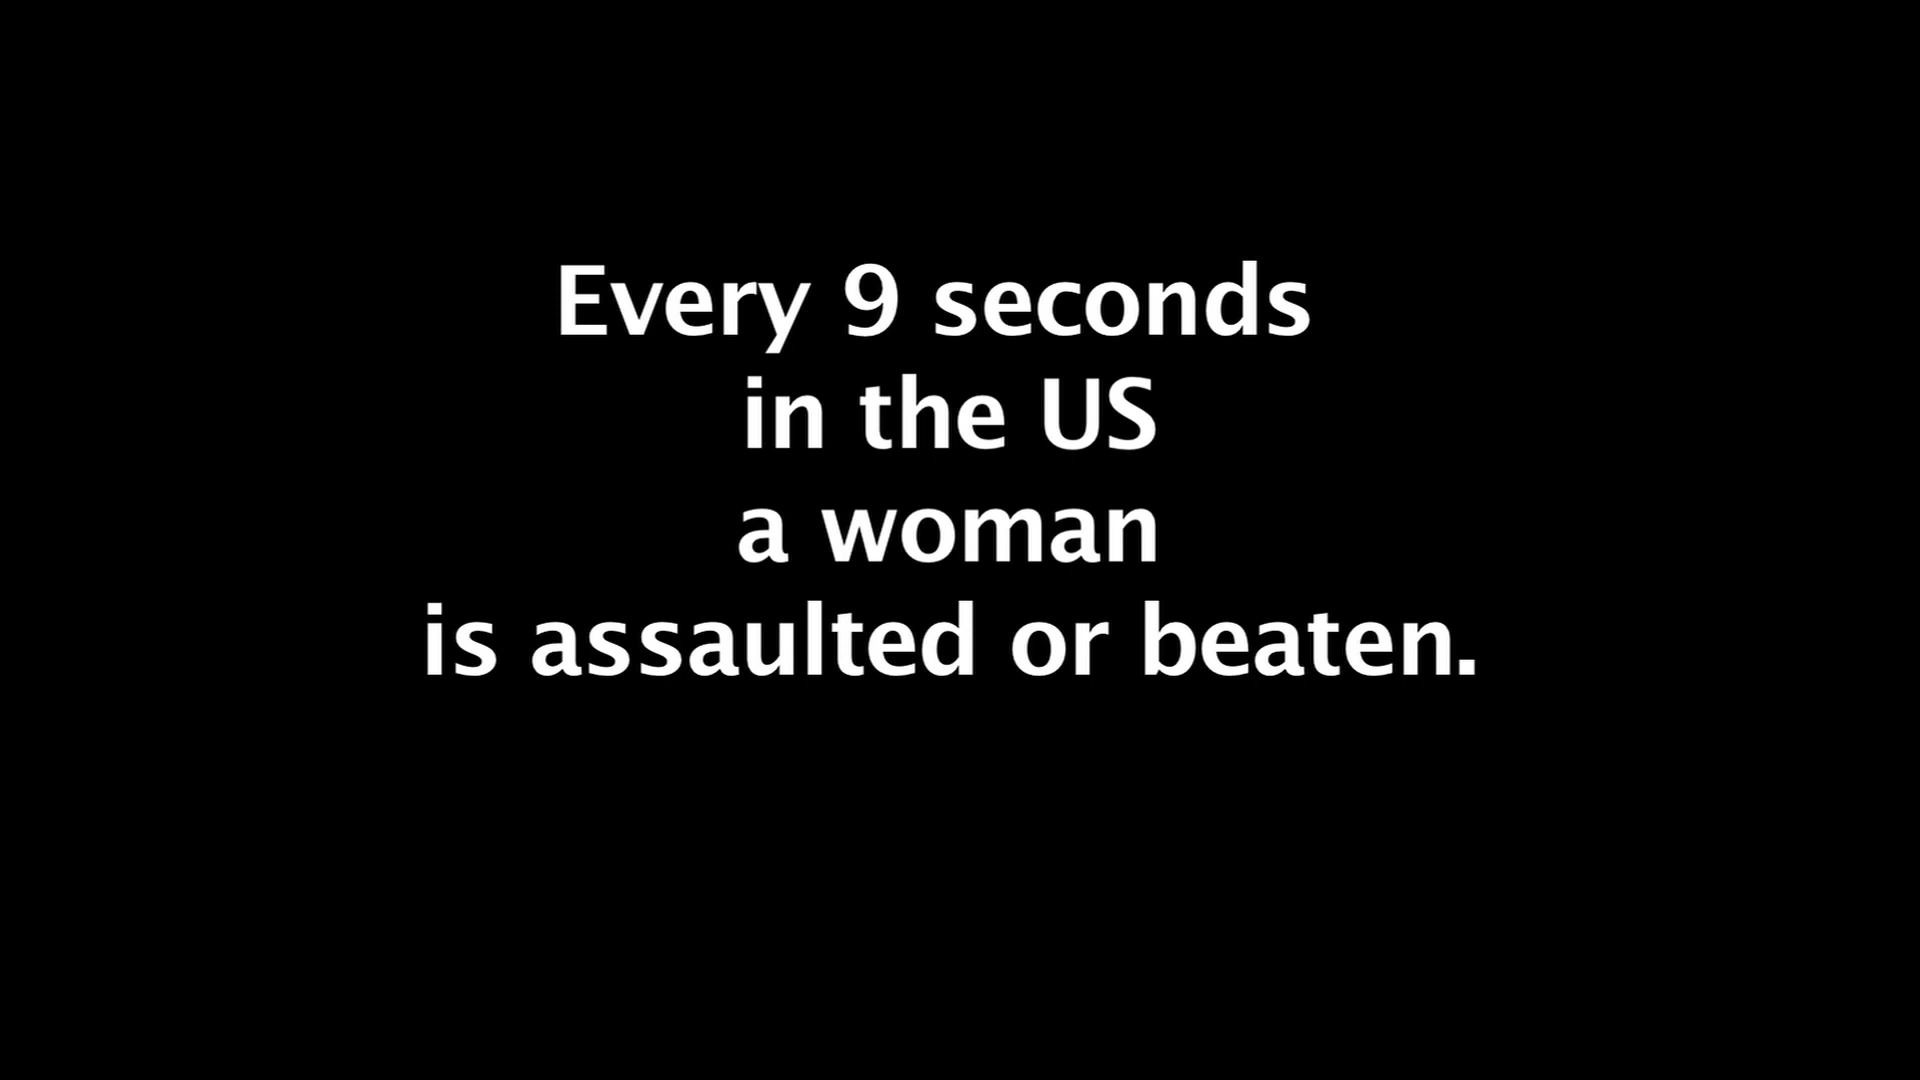 Every 9 seconds
in the US
a woman
is assaulted or beaten.